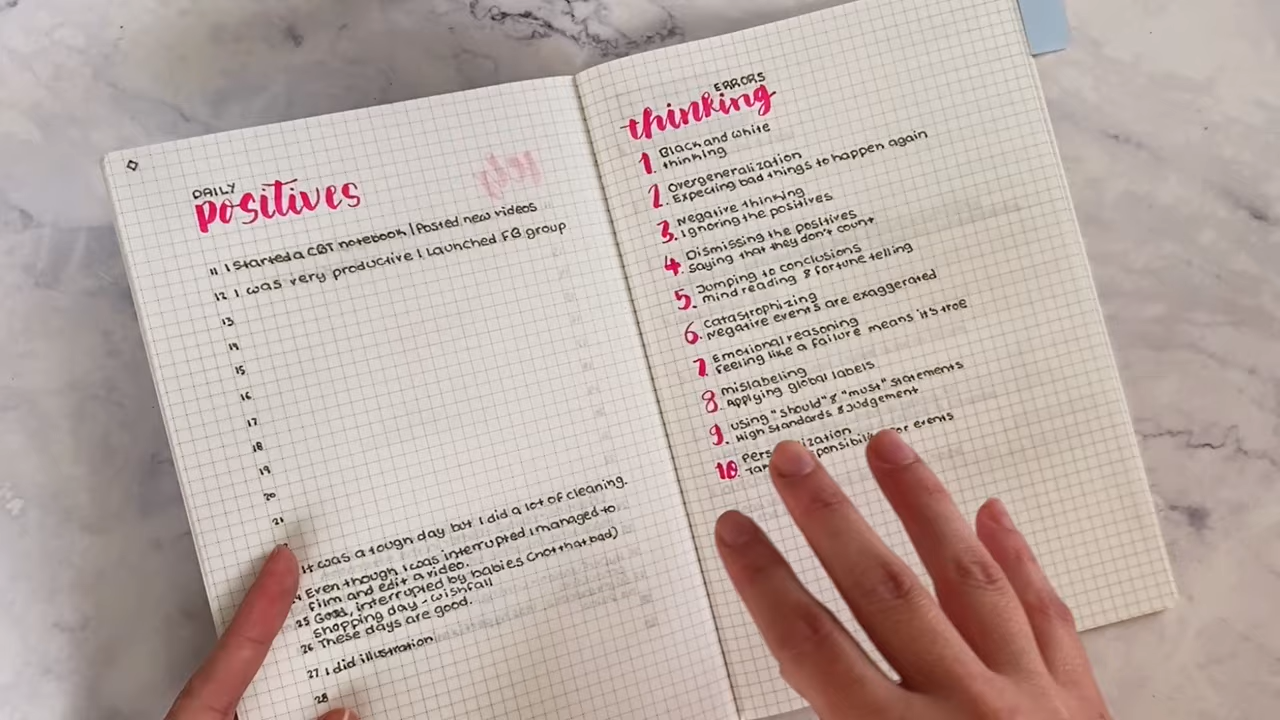 DAILY
positives
11 I Started a CBT notebook | Posted new videos
12 I was very productive | Launched FB group
13
14
15
16
17
18
19
20
21
It was a tough day but I did a lot of cleaning.
Even though I was interrupted I managed to
film and edit a video.
25 Good, interrupted by babies (not that bad)
shopping day - wishfall
26 These days are good.
27 I did illustration
28
ERRORS
thinking
1. Black and white
thinking
2. Overgeneralization
Expecting bad things to happen again
3. Negative thinking
Ignoring the positives
4. Dismissing the positives
Saying that they don't count
5. Jumping to conclusions
mind reading & fortune telling
6. Catastrophizing
Negative events are exaggerated
7. Emotional reasoning
Feeling like a failure means it's true
8. mislabeling
Applying global labels
9. Using "should" & "must" statements
High Standards & Judgement
10.
events